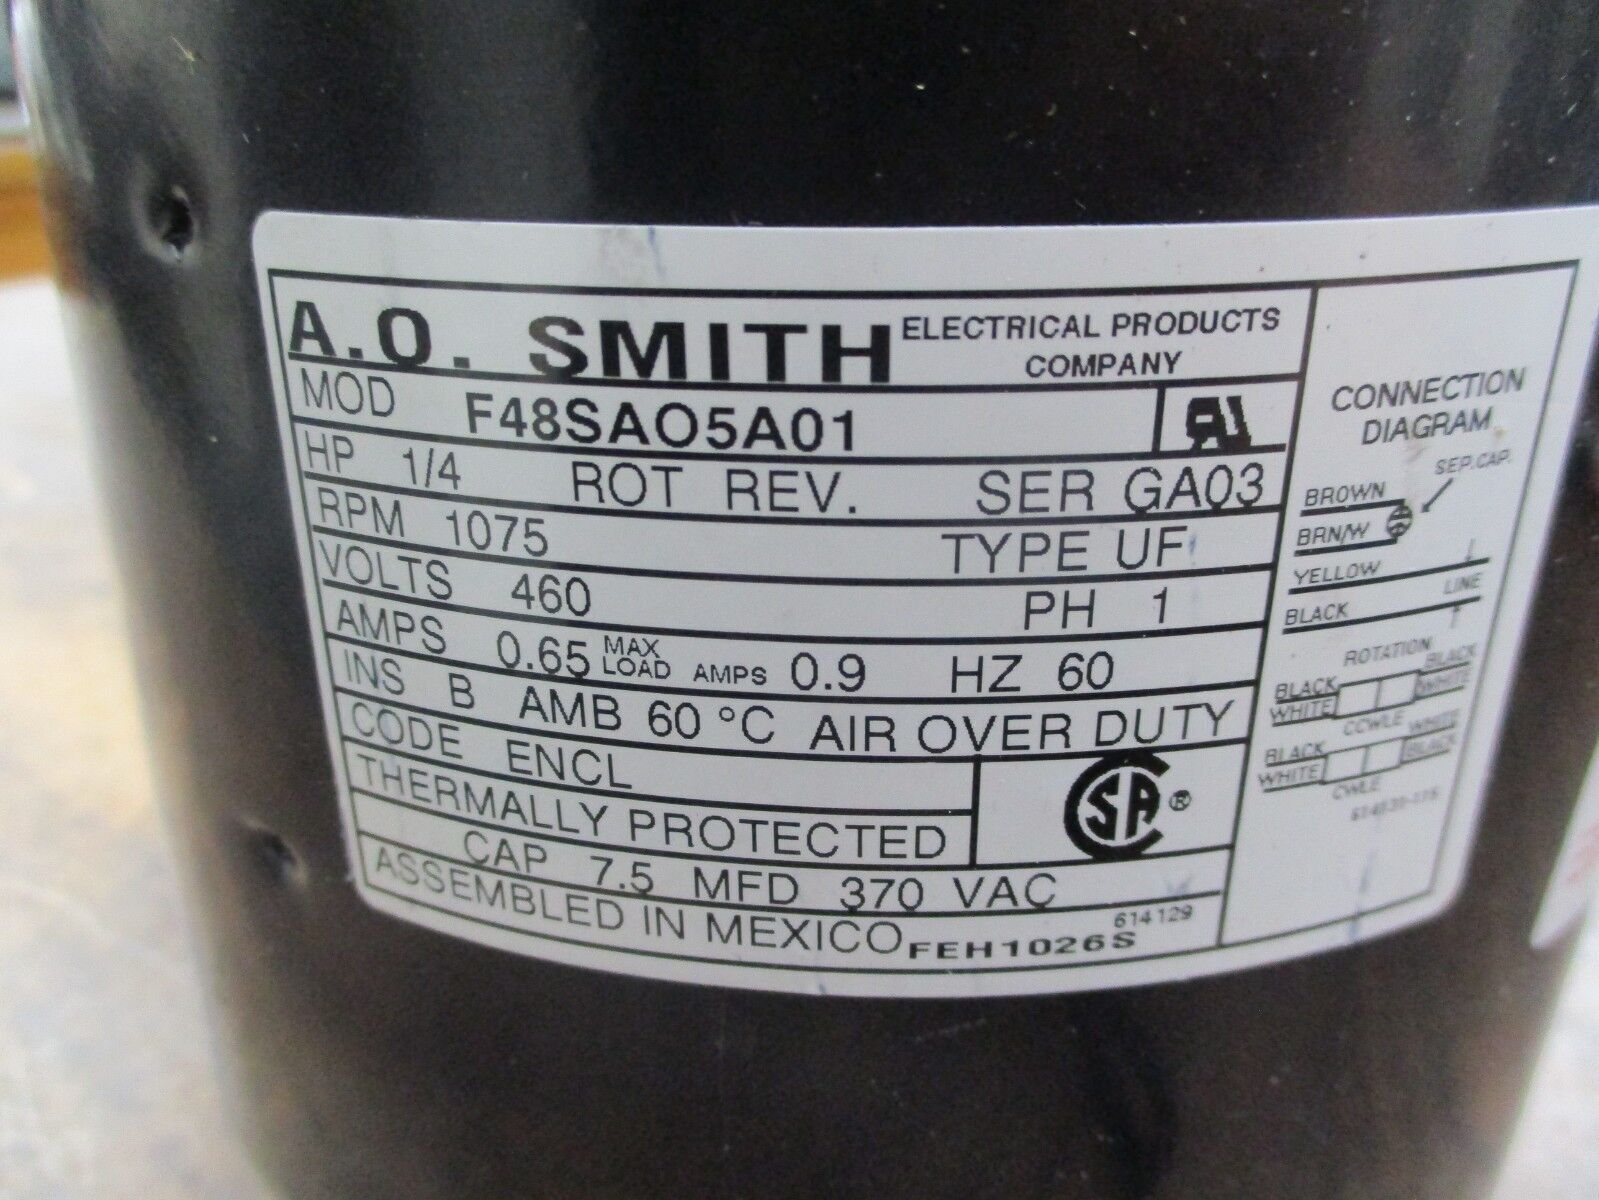 A.O. SMITH ELECTRICAL PRODUCTS
COMPANY
MOD F48SAO5A01
HP 1/4 ROT REV. SER GA03
RPM 1075 TYPE UF
VOLTS 460 PH 1
AMPS 0.65 MAX LOAD AMPS 0.9 HZ 60
INS B AMB 60 °C AIR OVER DUTY
CODE ENCL
THERMALLY PROTECTED
SA ®
CAP 7.5 MFD 370 VAC
ASSEMBLED IN MEXICO FEH1026S
614129
CONNECTION
DIAGRAM
SEP.CAP.
BROWN
BRN/W
YELLOW
LINE
BLACK
ROTATION
BLACK BLACK
WHITE WHITE
CCWLE
BLACK WHITE
WHITE BLACK
CWLE